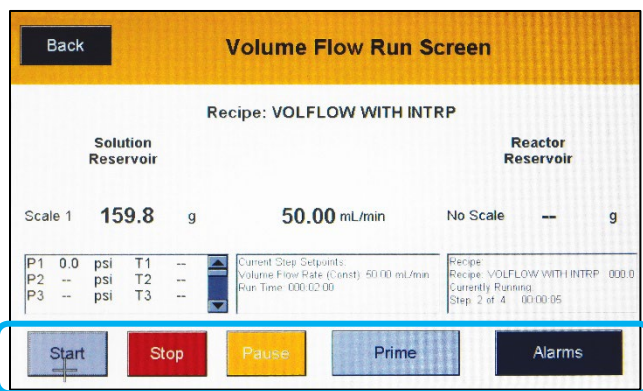 Back
Volume Flow Run Screen
Recipe: VOLFLOW WITH INTRP
Solution
Reservoir
Reactor
Reservoir
Scale 1 159.8 g 50.00 mL/min No Scale -- g
P1 0.0 psi T1 --
P2 -- psi T2 --
P3 -- psi T3 --
Current Step Setpoints:
Volume Flow Rate (Const) 50.00 mL/min
Run Time 000:02:00
Recipe:
Recipe: VOLFLOW WITH INTRP 000:0
Currently Running:
Step 2 of 4 00:00:05
Start Stop Pause Prime Alarms